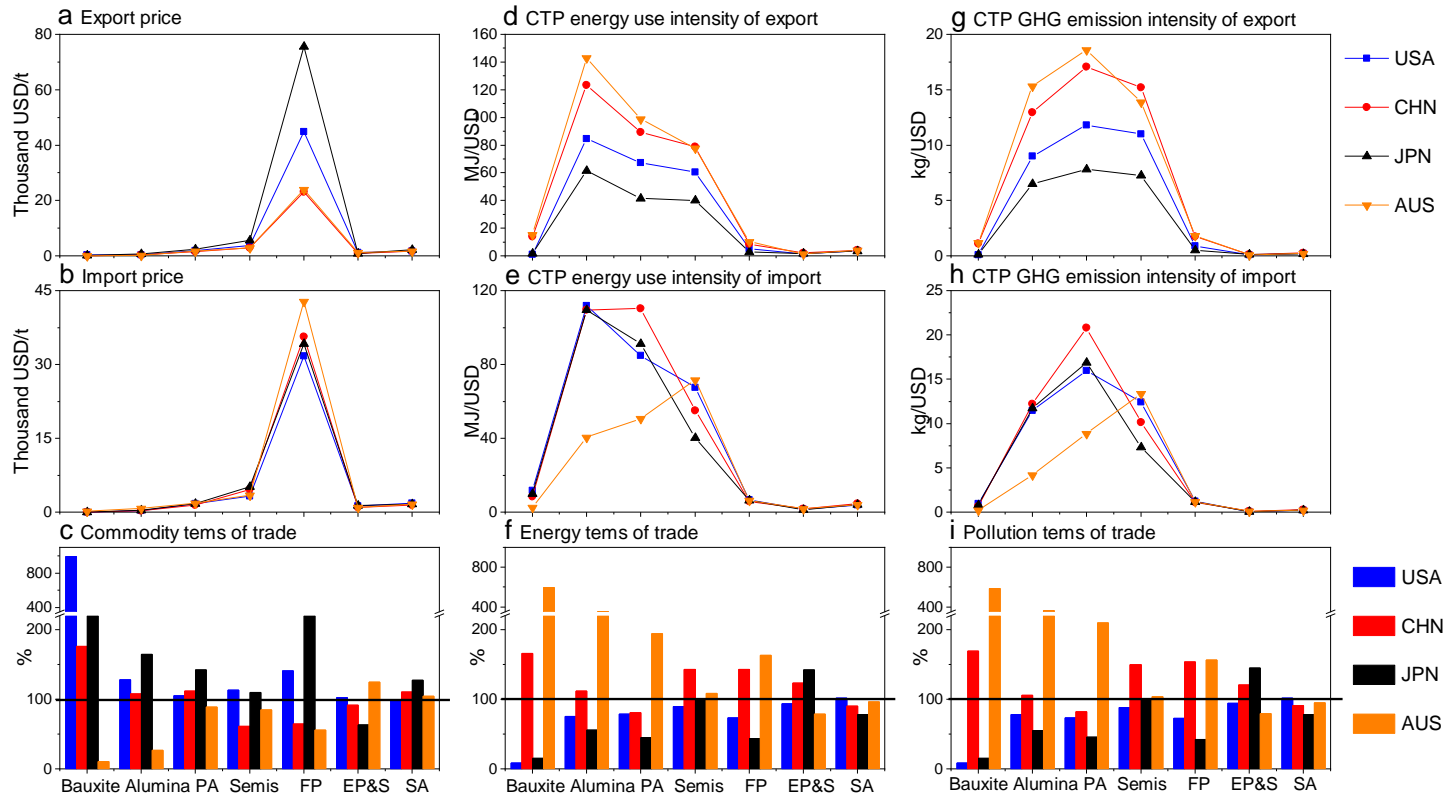 a Export price
Thousand USD/t
80
60
40
20
0
b Import price
Thousand USD/t
45
30
15
0
c Commodity tems of trade
%
800
400
200
100
0
Bauxite Alumina PA Semis FP EP&S SA
d CTP energy use intensity of export
MJ/USD
160
140
120
100
80
60
40
20
0
e CTP energy use intensity of import
MJ/USD
120
80
40
0
f Energy tems of trade
%
800
400
200
100
0
Bauxite Alumina PA Semis FP EP&S SA
g CTP GHG emission intensity of export
kg/USD
20
15
10
5
0
h CTP GHG emission intensity of import
kg/USD
25
20
15
10
5
0
i Pollution tems of trade
%
800
400
200
100
0
Bauxite Alumina PA Semis FP EP&S SA
USA
CHN
JPN
AUS
USA
CHN
JPN
AUS